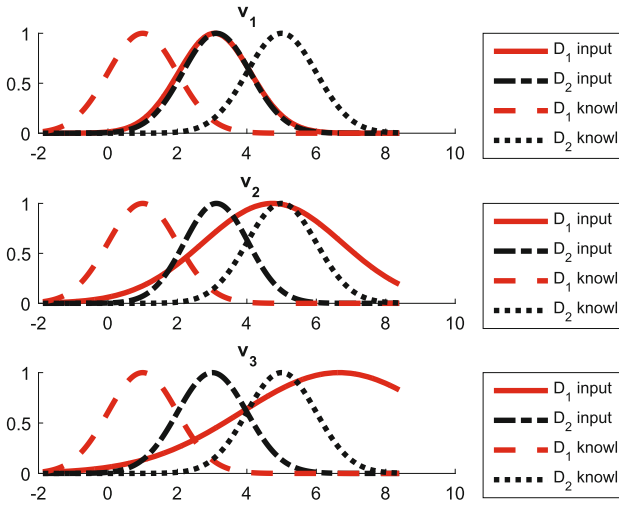 v1
1
0.5
0
-2 0 2 4 6 8 10
D1 input
D2 input
D1 knowl
D2 knowl
v2
1
0.5
0
-2 0 2 4 6 8 10
D1 input
D2 input
D1 knowl
D2 knowl
v3
1
0.5
0
-2 0 2 4 6 8 10
D1 input
D2 input
D1 knowl
D2 knowl